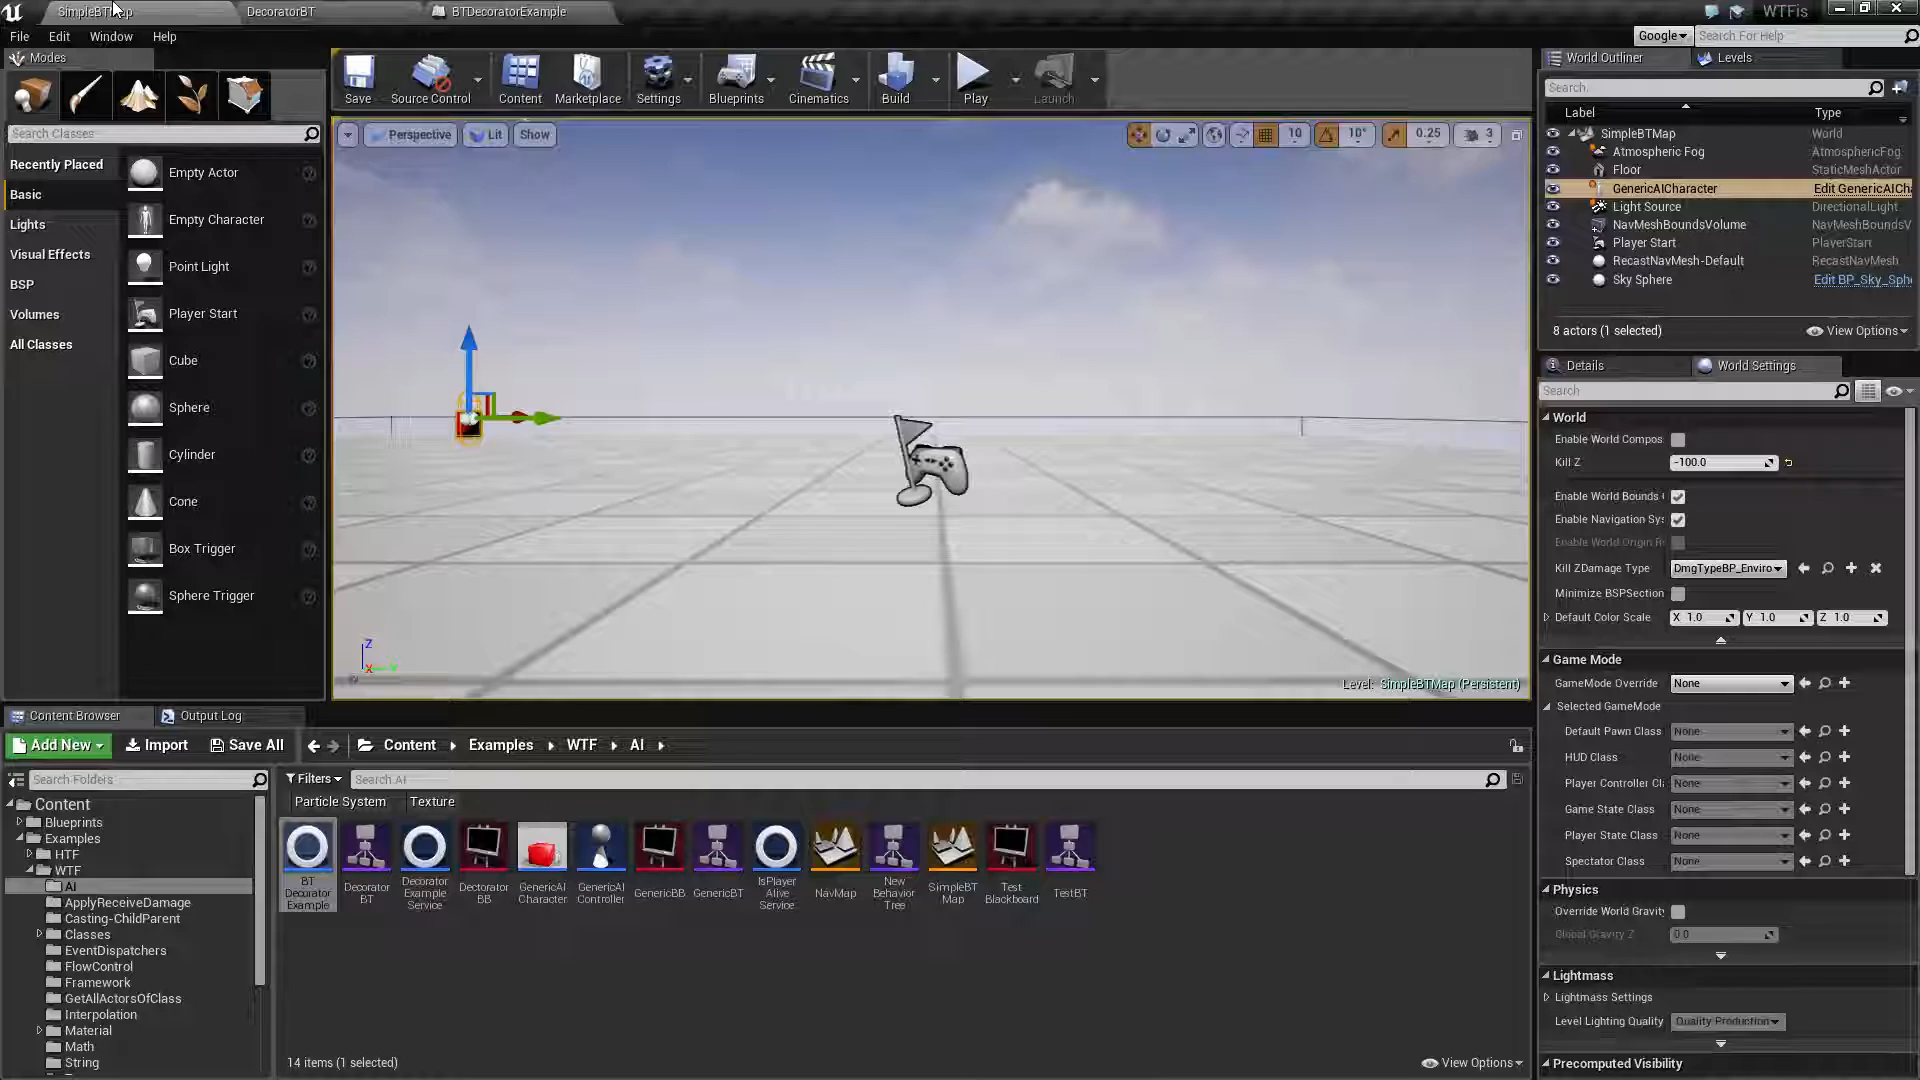 SimpleBTMap
DecoratorBT
BTDecoratorExample
WTFis
File
Edit
Window
Help
Google
Search For Help
Modes
Search Classes
Recently Placed
Basic
Lights
Visual Effects
BSP
Volumes
All Classes
Empty Actor
Empty Character
Point Light
Player Start
Cube
Sphere
Cylinder
Cone
Box Trigger
Sphere Trigger
Save
Source Control
Content
Marketplace
Settings
Blueprints
Cinematics
Build
Play
Launch
Perspective
Lit
Show
10
10°
0.25
3
Z
X
Y
Level: SimpleBTMap (Persistent)
World Outliner
Levels
Search.
Label
Type
SimpleBTMap
World
Atmospheric Fog
AtmosphericFog
Floor
StaticMeshActor
GenericAICharacter
Edit GenericAICh
Light Source
DirectionalLight
NavMeshBoundsVolume
NavMeshBoundsV
Player Start
PlayerStart
RecastNavMesh-Default
RecastNavMesh
Sky Sphere
Edit BP_Sky_Sph
8 actors (1 selected)
View Options
Details
World Settings
Search
World
Enable World Compos
Kill Z
-100.0
Enable World Bounds
Enable Navigation Sys
Enable World Origin R
Kill ZDamage Type
DmgTypeBP_Enviro
Minimize BSPSection
Default Color Scale
X 1.0
Y 1.0
Z 1.0
Game Mode
GameMode Override
None
Selected GameMode
Default Pawn Class
None
HUD Class
None
Player Controller Cl
None
Game State Class
None
Player State Class
None
Spectator Class
None
Physics
Override World Gravit
Global Gravity Z
0.0
Lightmass
Lightmass Settings
Level Lighting Quality
Quality Production
Precomputed Visibility
Content Browser
Output Log
Add New
Import
Save All
Content
Examples
WTF
AI
Search Folders
Content
Blueprints
Examples
HTF
WTF
AI
ApplyReceiveDamage
Casting-ChildParent
Classes
EventDispatchers
FlowControl
Framework
GetAllActorsOfClass
Interpolation
Material
Math
String
Filters
Search AI
Particle System
Texture
BT
Decorator
Example
Decorator
BT
Decorator
Example
Service
Dectorator
BB
GenericAI
Character
GenericAI
Controller
GenericBB
GenericBT
IsPlayer
Alive
Service
NavMap
New
Behavior
Tree
SimpleBT
Map
Test
Blackboard
TestBT
14 items (1 selected)
View Options